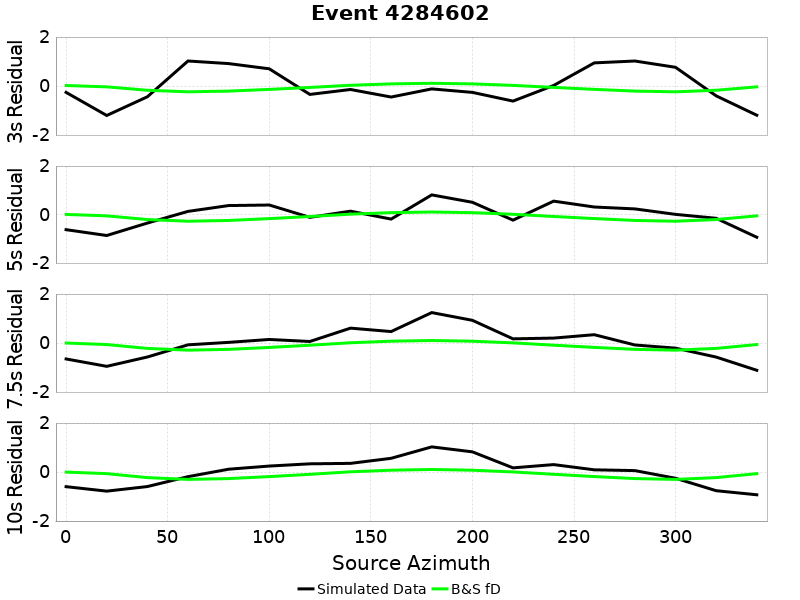 Event 4284602
3s Residual
2
0
-2
5s Residual
2
0
-2
7.5s Residual
2
0
-2
10s Residual
2
0
-2
0 50 100 150 200 250 300
Source Azimuth
Simulated Data B&S fD